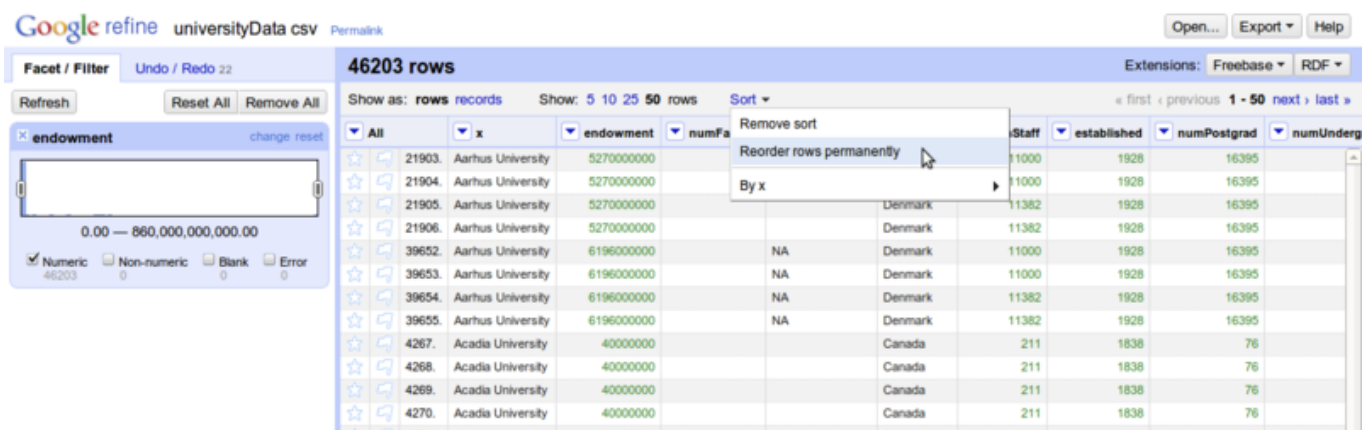 Google refine universityData csv Permalink Open... Export Help
Facet / Filter Undo / Redo 22 46203 rows Extensions: Freebase RDF
Refresh Reset All Remove All Show as: rows records Show: 5 10 25 50 rows Sort « first ‹ previous 1 - 50 next › last »
endowment change reset
0.00 — 860,000,000,000.00
Numeric Non-numeric Blank Error
46203 0 0 0
Remove sort
Reorder rows permanently
By x
All x endowment numFa Staff established numPostgrad numUnderg
21903. Aarhus University 5270000000 11000 1928 16395
21904. Aarhus University 5270000000 11000 1928 16395
21905. Aarhus University 5270000000 Denmark 11382 1928 16395
21906. Aarhus University 5270000000 Denmark 11382 1928 16395
39652. Aarhus University 6196000000 NA Denmark 11000 1928 16395
39653. Aarhus University 6196000000 NA Denmark 11000 1928 16395
39654. Aarhus University 6196000000 NA Denmark 11382 1928 16395
39655. Aarhus University 6196000000 NA Denmark 11382 1928 16395
4267. Acadia University 40000000 Canada 211 1838 76
4268. Acadia University 40000000 Canada 211 1838 76
4269. Acadia University 40000000 Canada 211 1838 76
4270. Acadia University 40000000 Canada 211 1838 76